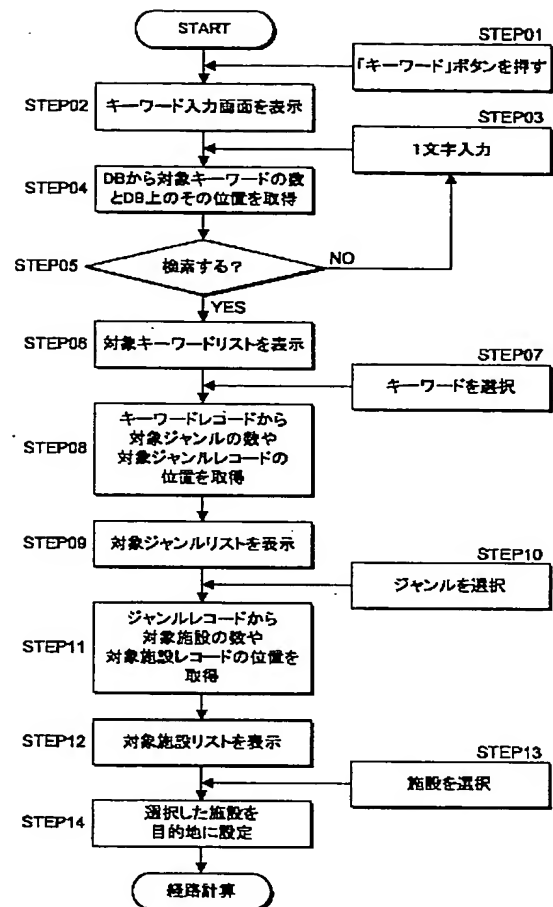 START
STEP01
「キーワード」ボタンを押す
STEP02
キーワード入力画面を表示
STEP03
1文字入力
STEP04
DBから対象キーワードの数
とDB上のその位置を取得
STEP05
検索する?
NO
YES
STEP06
対象キーワードリストを表示
STEP07
キーワードを選択
STEP08
キーワードレコードから
対象ジャンルの数や
対象ジャンルレコードの
位置を取得
STEP09
対象ジャンルリストを表示
STEP10
ジャンルを選択
STEP11
ジャンルレコードから
対象施設の数や
対象施設レコードの位置を
取得
STEP12
対象施設リストを表示
STEP13
施設を選択
STEP14
選択した施設を
目的地に設定
経路計算